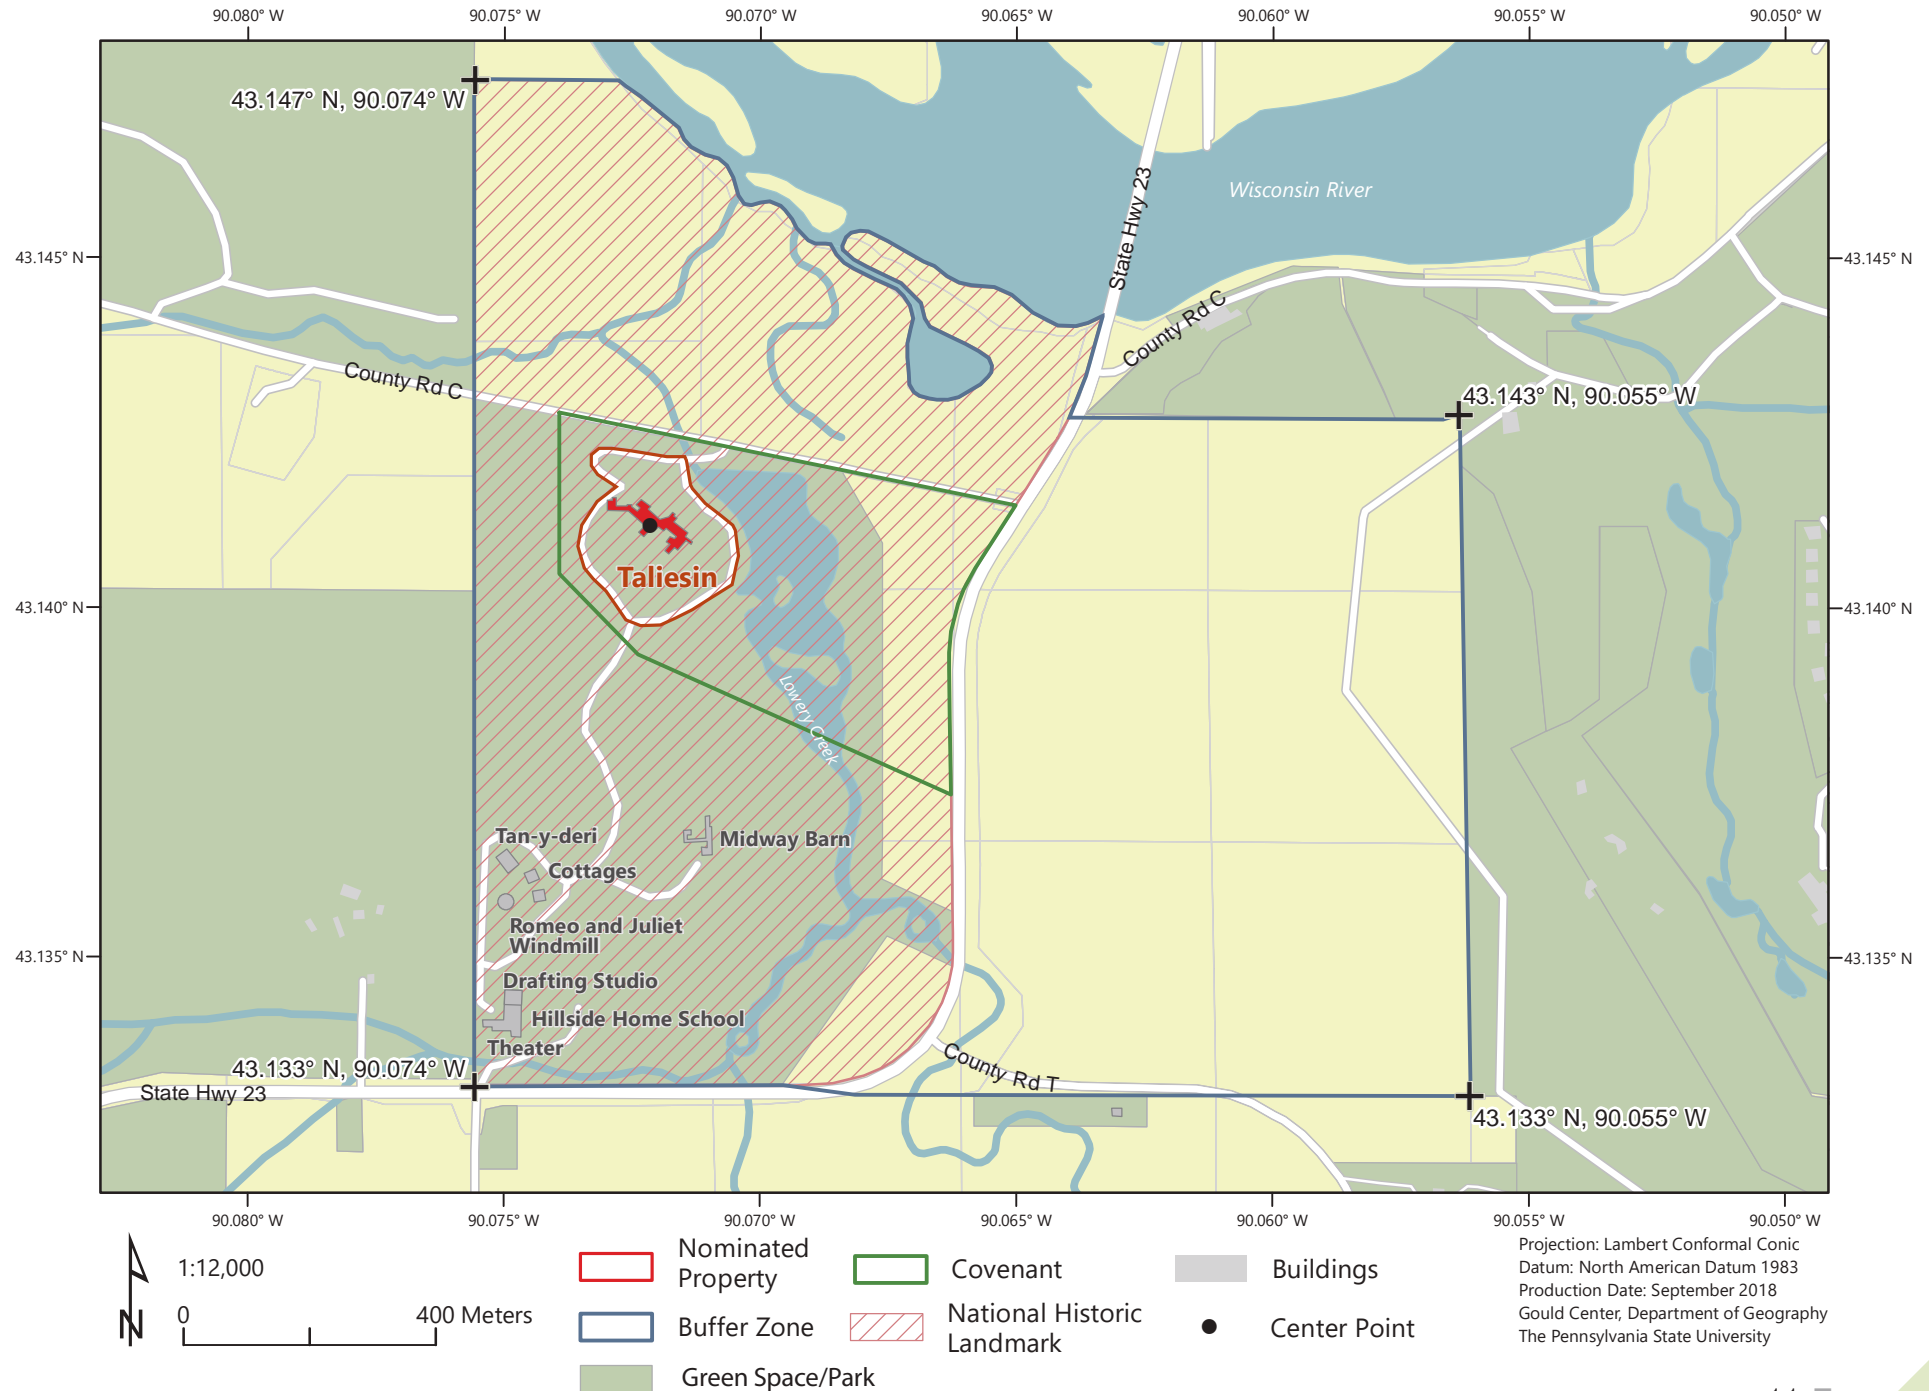 90.080° W
90.075° W
90.070° W
90.065° W
90.060° W
90.055° W
90.050° W
43.147° N, 90.074° W
Wisconsin River
State Hwy 23
43.145° N
43.145° N
County Rd C
County Rd C
43.143° N, 90.055° W
Taliesin
43.140° N
43.140° N
Lowery Creek
Tan-y-deri
Midway Barn
Cottages
Romeo and Juliet
Windmill
43.135° N
43.135° N
Drafting Studio
Hillside Home School
Theater
43.133° N, 90.074° W
County Rd T
State Hwy 23
43.133° N, 90.055° W
90.080° W
90.075° W
90.070° W
90.065° W
90.060° W
90.055° W
90.050° W
N
1:12,000
0
400 Meters
Nominated
Property
Buffer Zone
Green Space/Park
Covenant
National Historic
Landmark
Buildings
Center Point
Projection: Lambert Conformal Conic
Datum: North American Datum 1983
Production Date: September 2018
Gould Center, Department of Geography
The Pennsylvania State University